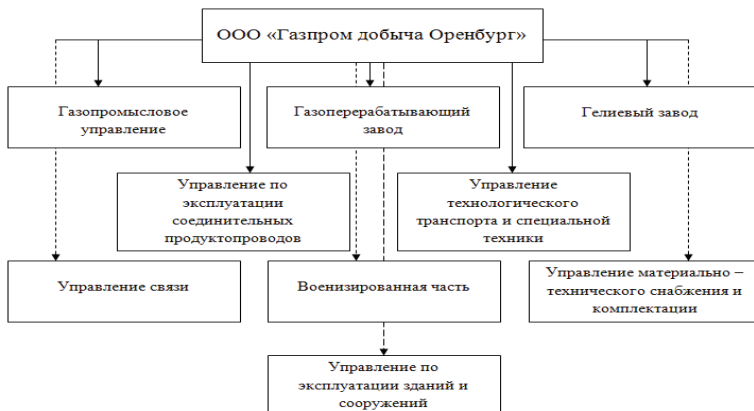 ООО «Газпром добыча Оренбург»
Газопромысловое
управление
Газоперерабатывающий
завод
Гелиевый завод
Управление по
эксплуатации
соединительных
продуктопроводов
Управление
технологического
транспорта и специальной
техники
Управление связи
Военизированная часть
Управление материально –
технического снабжения и
комплектации
Управление по
эксплуатации зданий и
сооружений